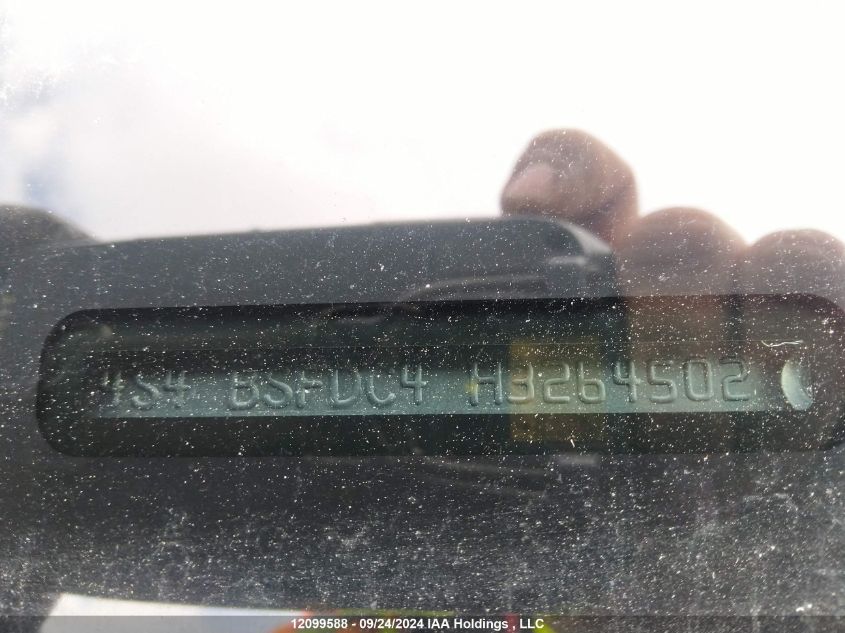 4S4 BSFDC4 H3264502
12099588 - 09/24/2024 IAA Holdings , LLC